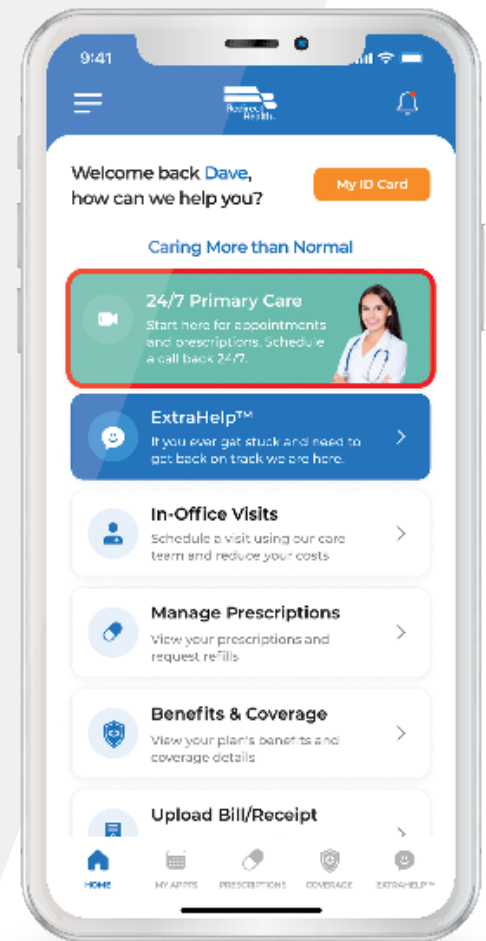 9:41
Redirect
Health.
Welcome back Dave,
how can we help you?
My ID Card
Caring More than Normal
24/7 Primary Care
Start here for appointments
and prescriptions. Schedule
a call back 24/7.
ExtraHelp™
If you ever get stuck and need to
get back on track we are here.
In-Office Visits
Schedule a visit using our care
team and reduce your costs
Manage Prescriptions
View your prescriptions and
request refills
Benefits & Coverage
View your plan's benefits and
coverage details
Upload Bill/Receipt
HOME
MY APPTS
PRESCRIPTIONS
COVERAGE
EXTRAHELP™